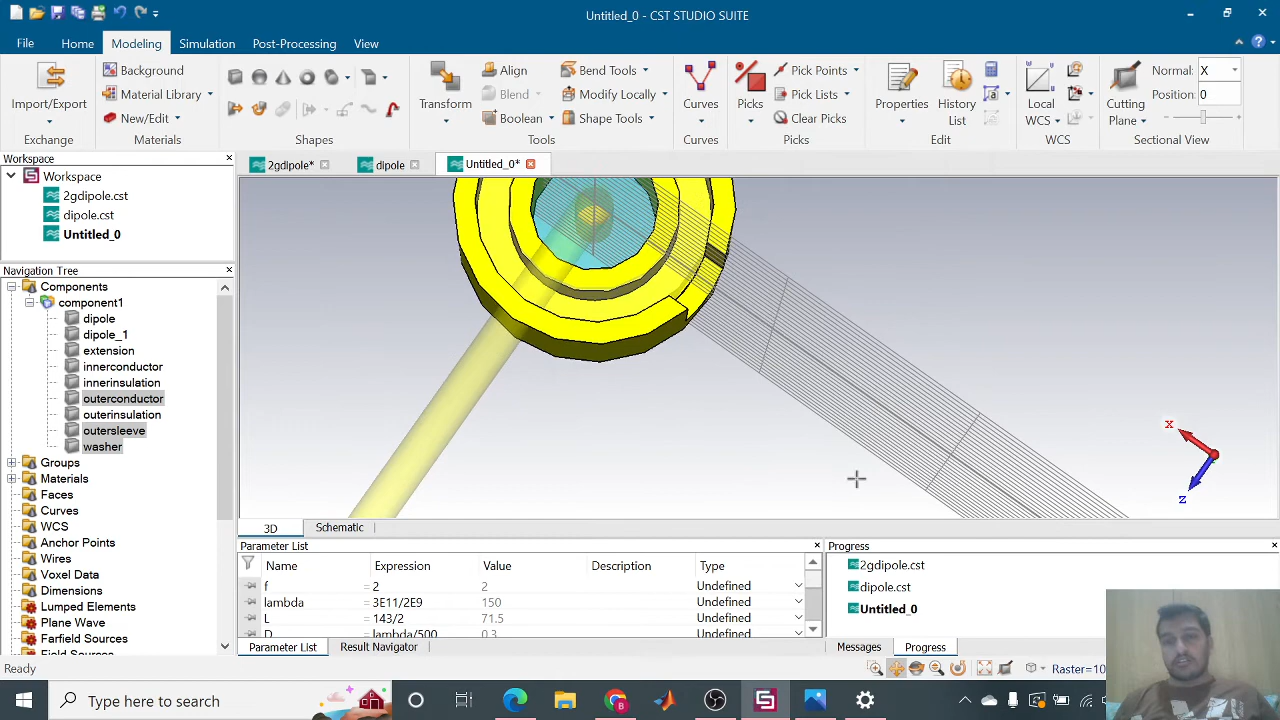 Untitled_0 - CST STUDIO SUITE
File
Home
Modeling
Simulation
Post-Processing
View
Import/Export
Exchange
Background
Material Library
New/Edit
Materials
Shapes
Transform
Align
Blend
Boolean
Bend Tools
Modify Locally
Shape Tools
Tools
Curves
Curves
Picks
Pick Points
Pick Lists
Clear Picks
Picks
Properties
History
List
Edit
Local
WCS
WCS
Cutting
Plane
Normal: X
Position: 0
Sectional View
Workspace
Workspace
2gdipole.cst
dipole.cst
Untitled_0
2gdipole*
dipole
Untitled_0*
Navigation Tree
Components
component1
dipole
dipole_1
extension
innerconductor
innerinsulation
outerconductor
outerinsulation
outersleeve
washer
Groups
Materials
Faces
Curves
WCS
Anchor Points
Wires
Voxel Data
Dimensions
Lumped Elements
Plane Wave
Farfield Sources
x
z
3D
Schematic
Parameter List
Name Expression Value Description Type
f = 2 2 Undefined
lambda = 3E11/2E9 150 Undefined
L = 143/2 71.5 Undefined
D = lambda/500 0.3 Undefined
Parameter List
Result Navigator
Progress
2gdipole.cst
dipole.cst
Untitled_0
Messages
Progress
Ready
Raster=10
Type here to search